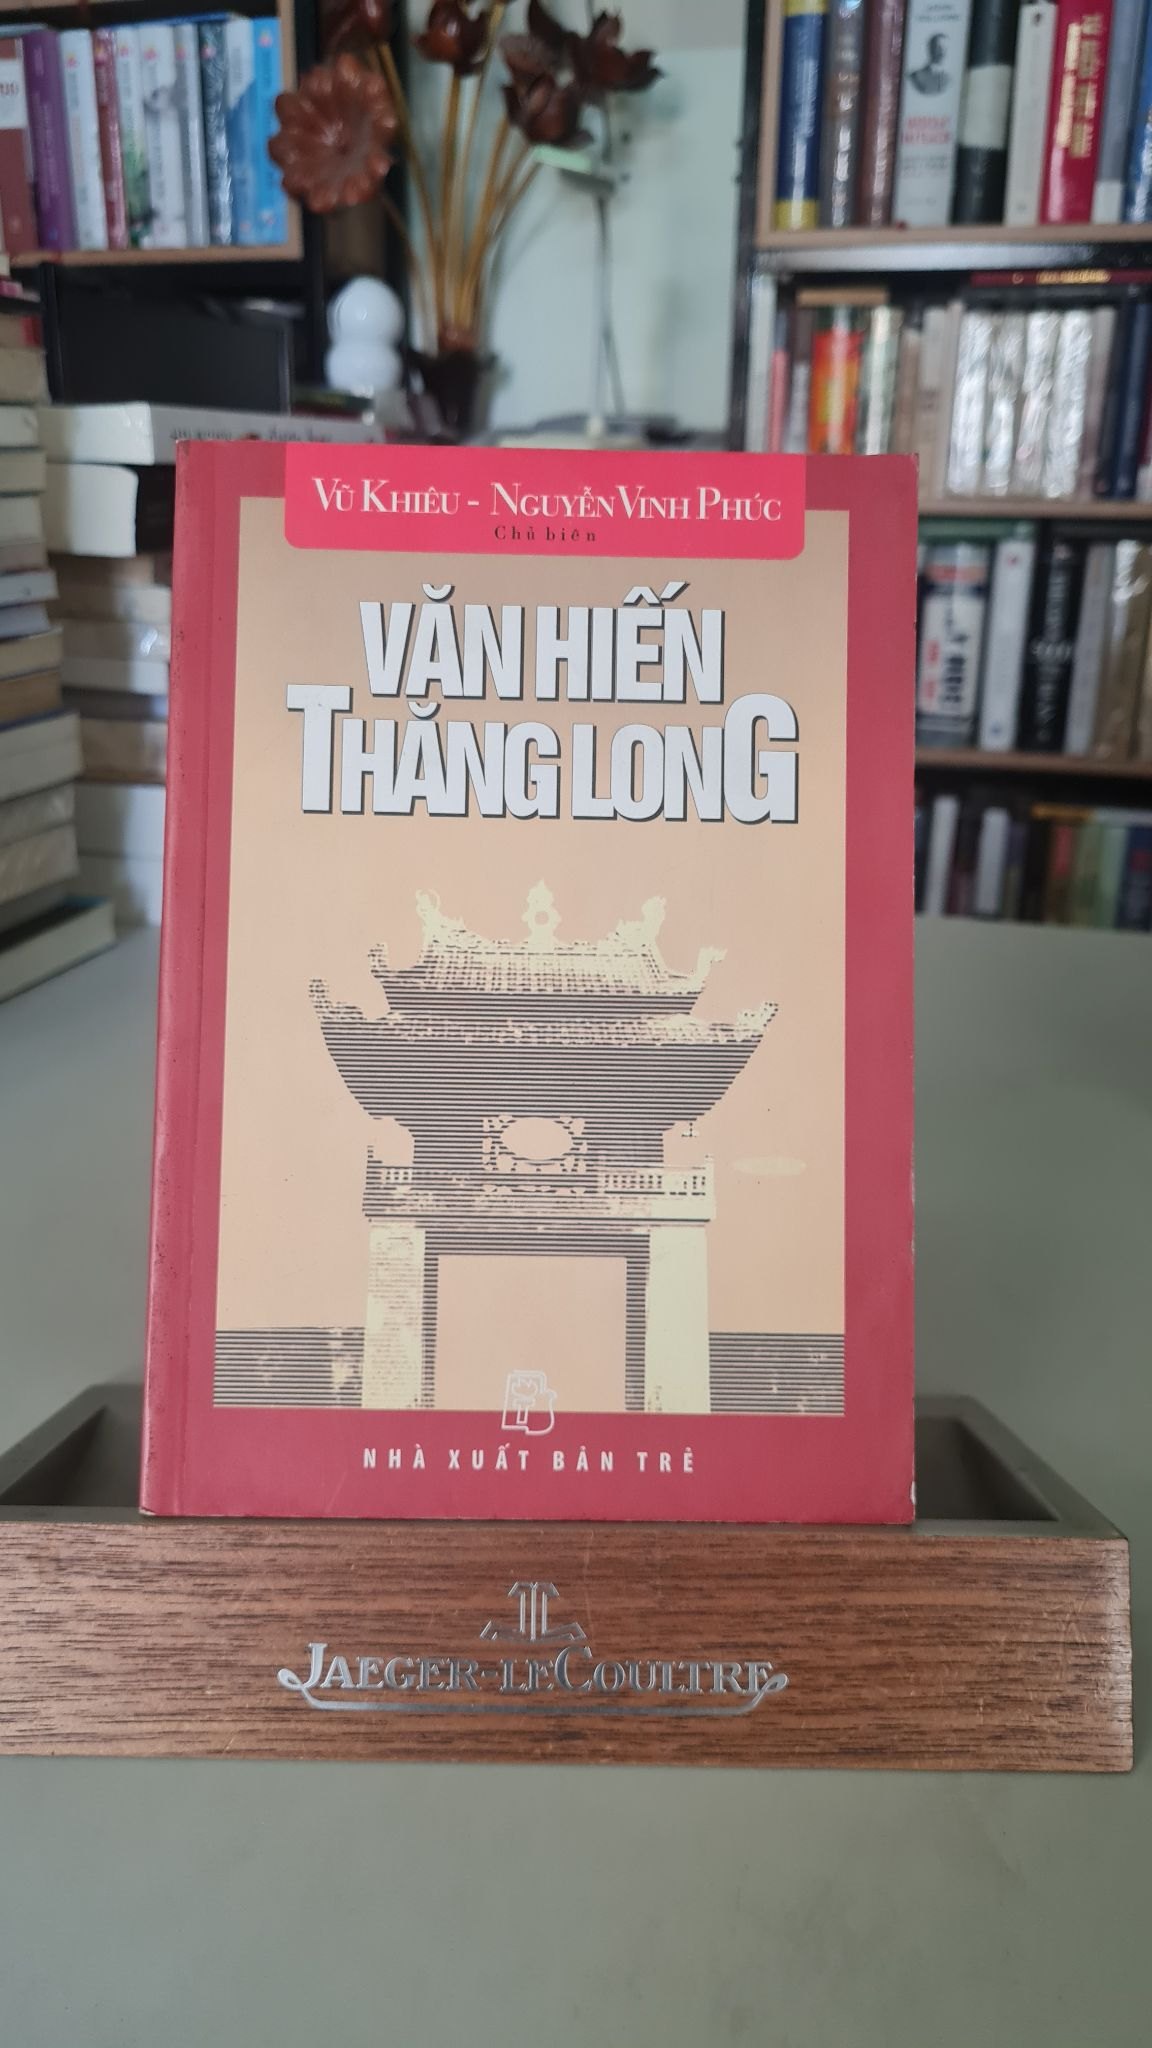 VŨ KHIÊU - NGUYỄN VINH PHÚC
Chủ biên
VĂN HIẾN
THĂNG LONG
NHÀ XUẤT BẢN TRẺ
JAEGER-LECOULTRE